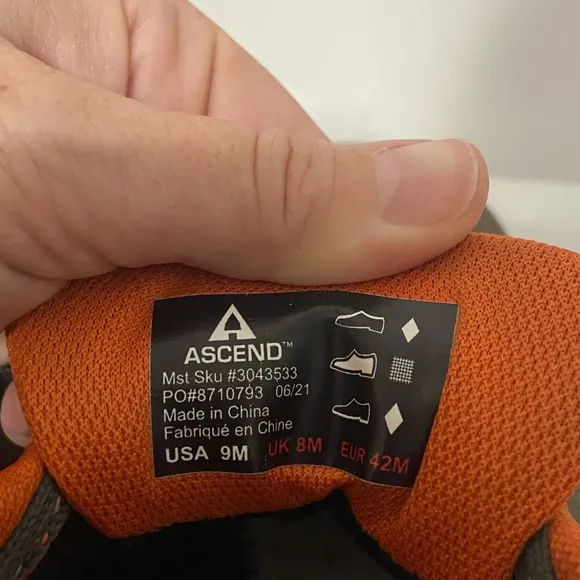 ASCEND™
Mst Sku #3043533
PO#8710793 06/21
Made in China
Fabriqué en Chine
USA 9M UK 8M EUR 42M